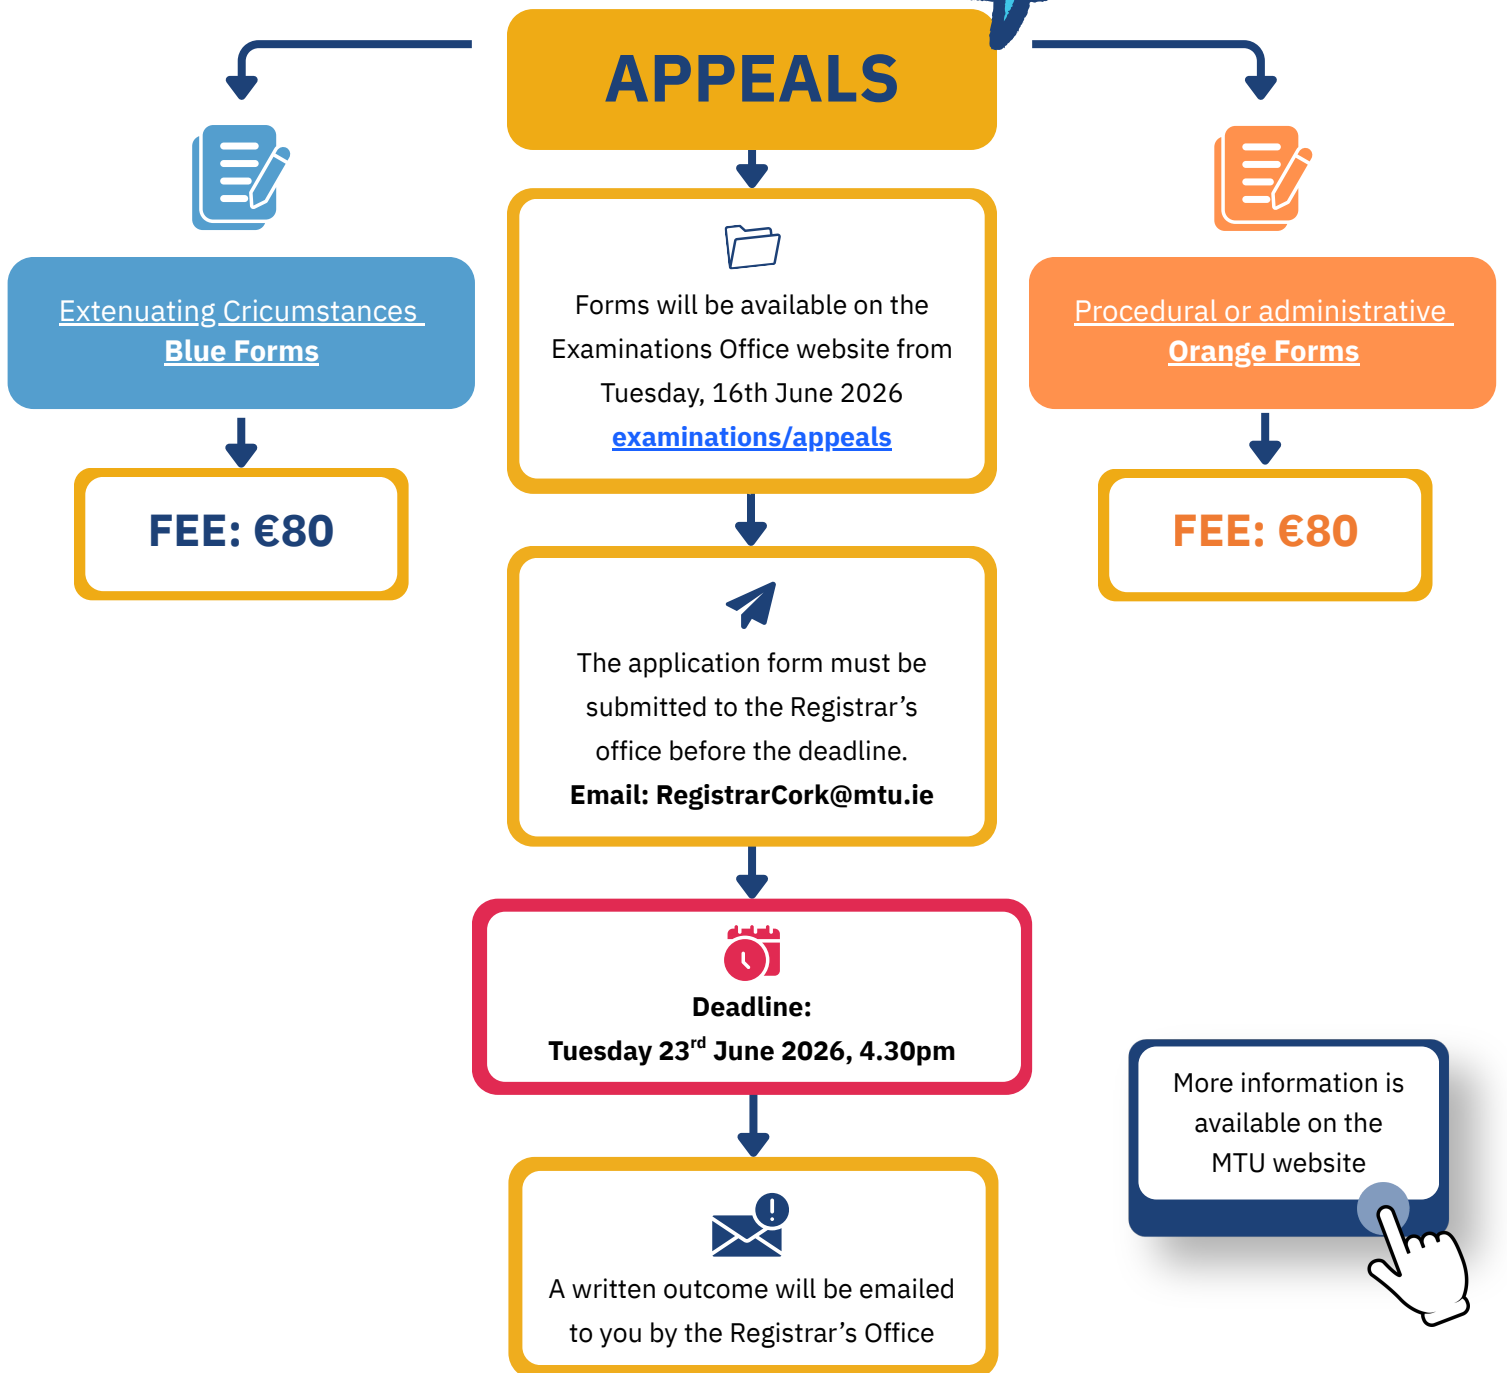 APPEALS
Extenuating Cricumstances
Blue Forms
FEE: €80
Forms will be available on the
Examinations Office website from
Tuesday, 16th June 2026
examinations/appeals
The application form must be
submitted to the Registrar’s
office before the deadline.
Email: RegistrarCork@mtu.ie
Deadline:
Tuesday 23rd June 2026, 4.30pm
A written outcome will be emailed
to you by the Registrar’s Office
Procedural or administrative
Orange Forms
FEE: €80
More information is
available on the
MTU website